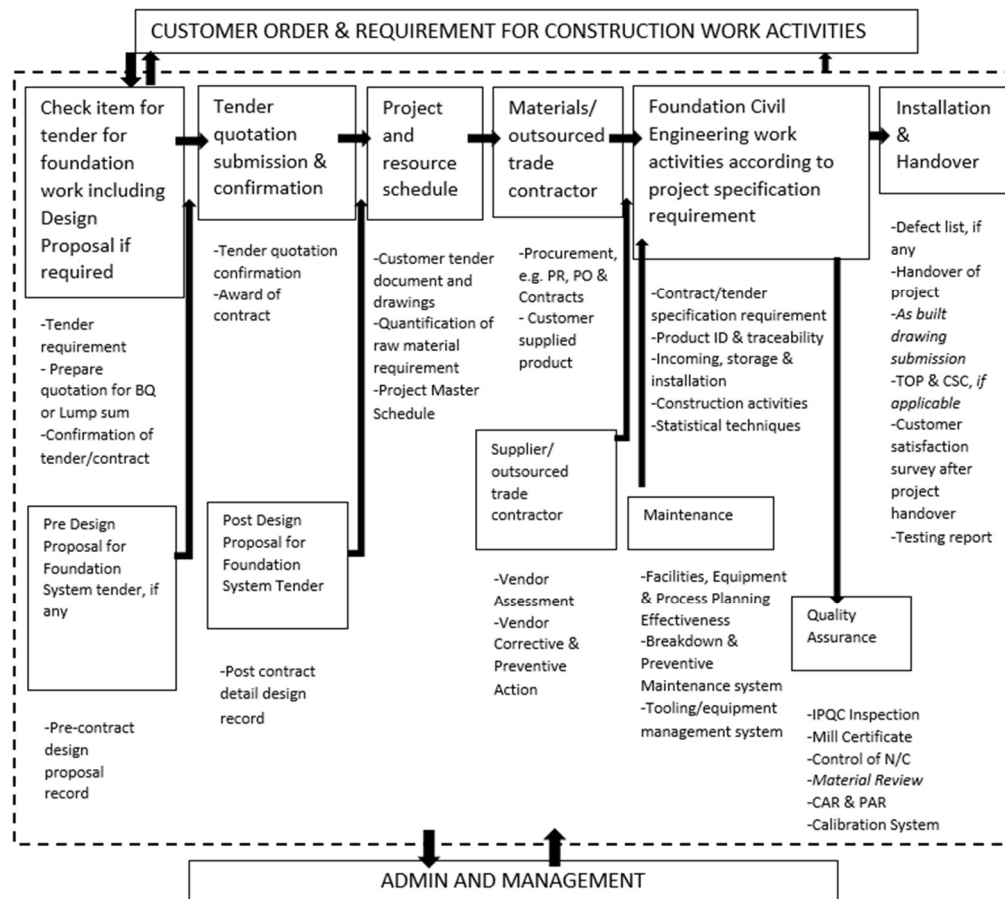 CUSTOMER ORDER & REQUIREMENT FOR CONSTRUCTION WORK ACTIVITIES
Check item for
tender for
foundation
work including
Design
Proposal if
required
-Tender
requirement
- Prepare
quotation for BQ
or Lump sum
-Confirmation of
tender/contract
Pre Design
Proposal for
Foundation
System tender, if
any
-Pre-contract
design
proposal
record
Tender
quotation
submission &
confirmation
-Tender quotation
confirmation
-Award of
contract
Post Design
Proposal for
Foundation
System Tender
-Post contract
detail design
record
Project
and
resource
schedule
-Customer tender
document and
drawings
-Quantification of
raw material
requirement
-Project Master
Schedule
Materials/
outsourced
trade
contractor
-Procurement,
e.g. PR, PO &
Contracts
- Customer
supplied
product
Supplier/
outsourced
trade
contractor
-Vendor
Assessment
-Vendor
Corrective &
Preventive
Action
Foundation Civil
Engineering work
activities according to
project specification
requirement
-Contract/tender
specification requirement
-Product ID & traceability
-Incoming, storage &
installation
-Construction activities
-Statistical techniques
Maintenance
-Facilities, Equipment
& Process Planning
Effectiveness
-Breakdown &
Preventive
Maintenance system
-Tooling/equipment
management system
Quality
Assurance
-IPQC Inspection
-Mill Certificate
-Control of N/C
-Material Review
-CAR & PAR
-Calibration System
Installation
&
Handover
-Defect list, if
any
-Handover of
project
-As built
drawing
submission
-TOP & CSC, if
applicable
-Customer
satisfaction
survey after
project
handover
-Testing report
ADMIN AND MANAGEMENT